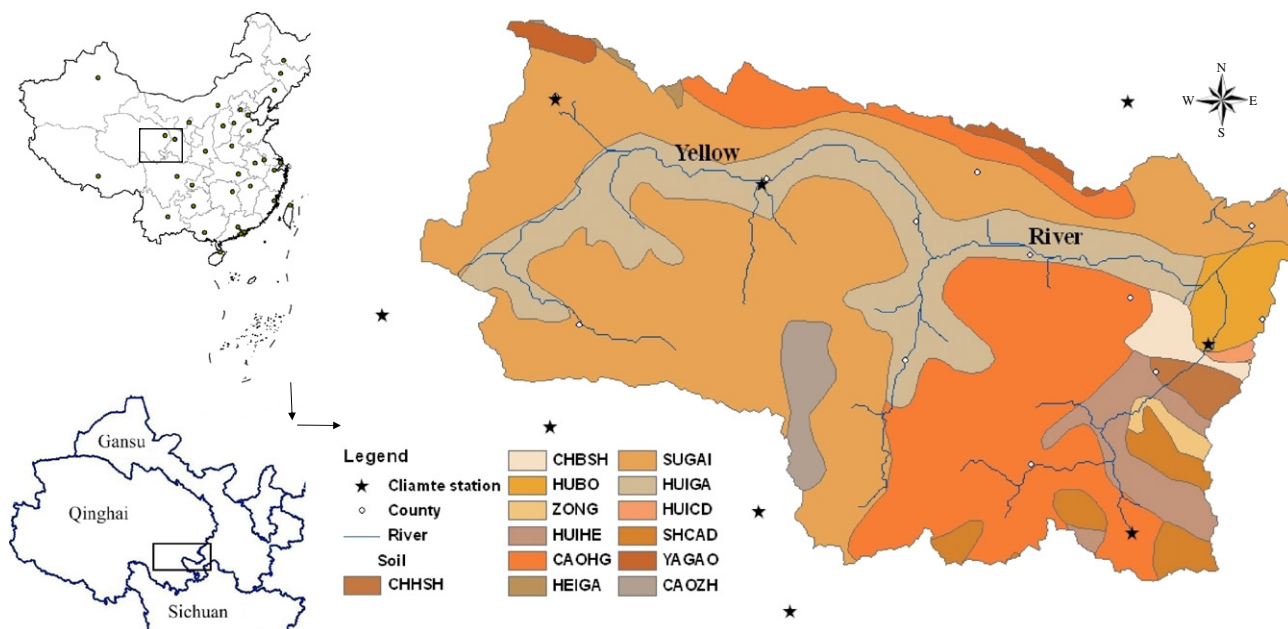 N
W E
S
Yellow
River
Gansu
Qinghai
Sichuan
Legend
Cliamte station
County
River
Soil
CHHSH
CHBSH
HUBO
ZONG
HUIHE
CAOHG
HEIGA
SUGAI
HUIGA
HUICD
SHCAD
YAGAO
CAOZH